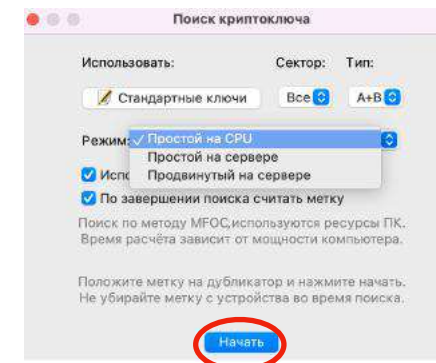 Поиск криптоключа
Использовать: Сектор: Тип:
Стандартные ключи Все A+B
Режим: ✓ Простой на CPU
Простой на сервере
Испо Продвинутый на сервере
По завершении поиска считать метку
Поиск по методу MFOC,используются ресурсы ПК.
Время расчёта зависит от мощности компьютера.
Положите метку на дубликатор и нажмите начать.
Не убирайте метку с устройства во время поиска.
Начать